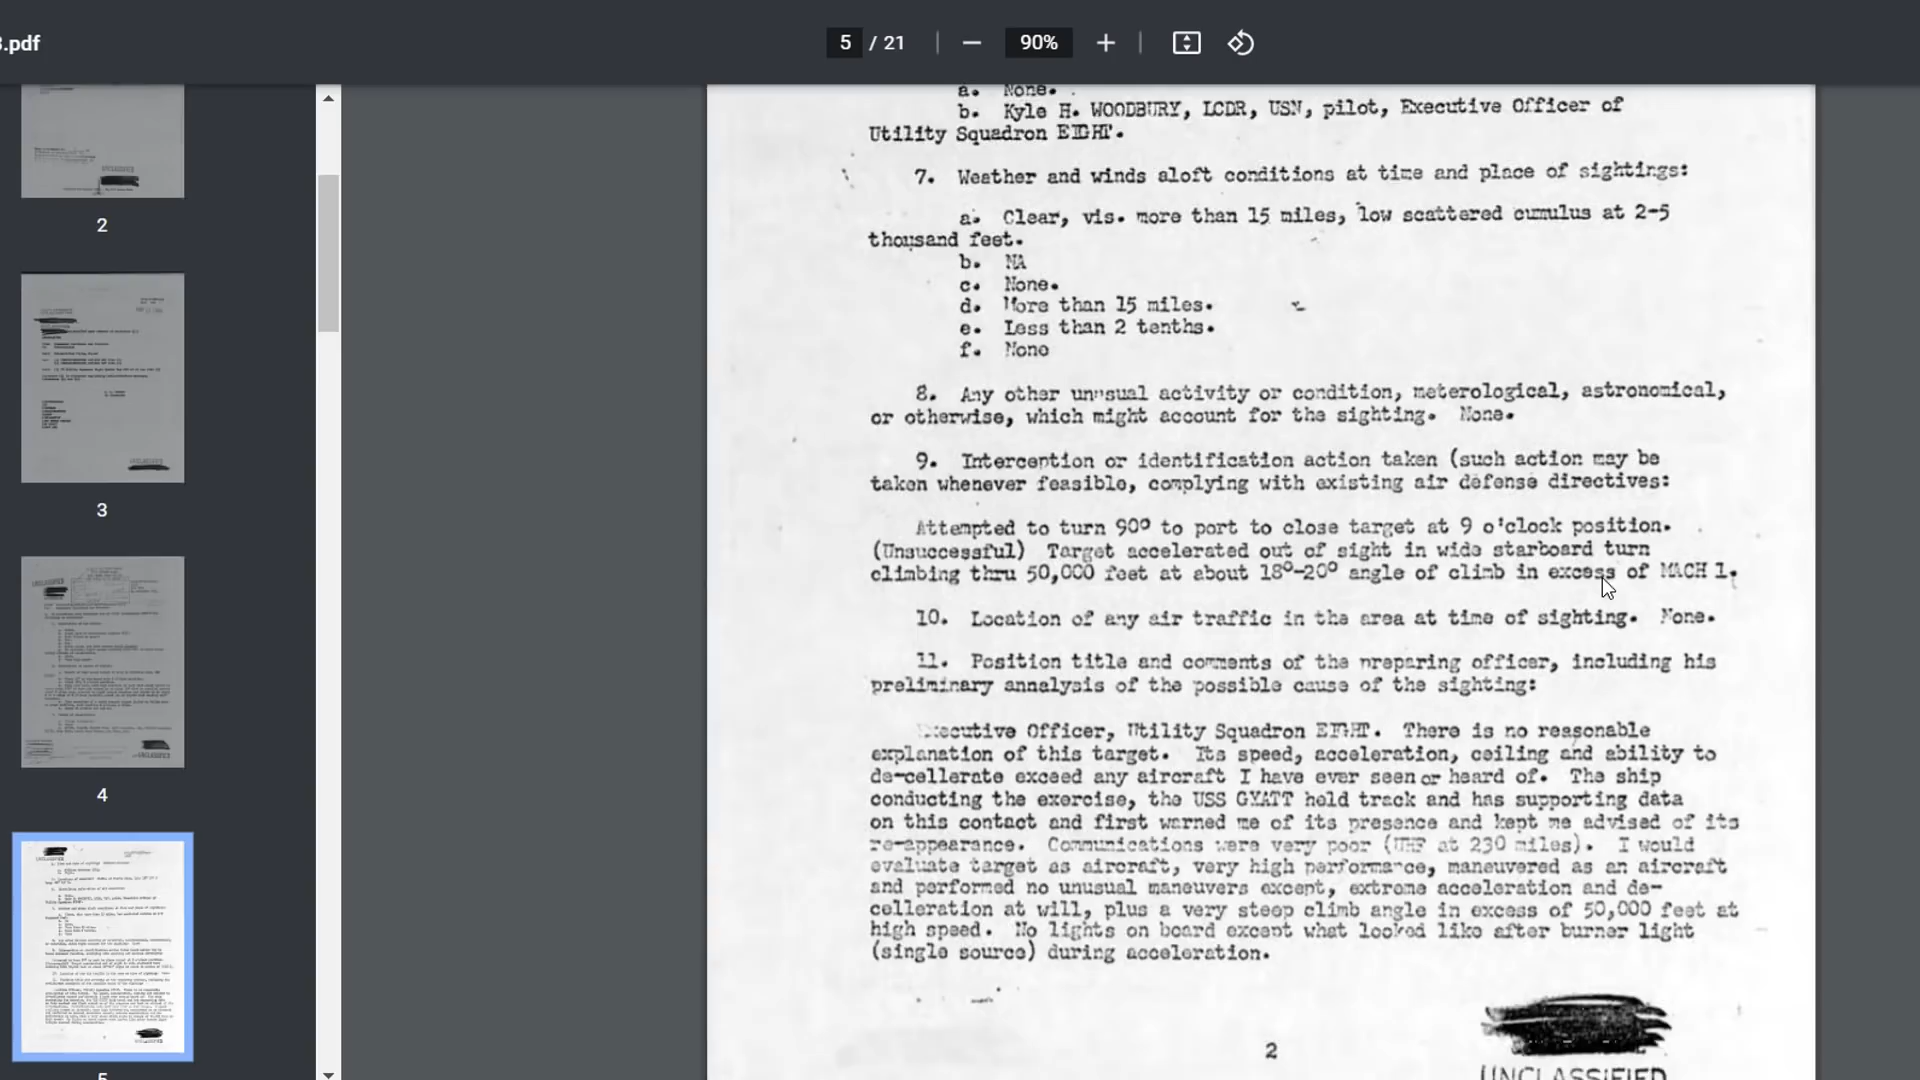 3.pdf
5 / 21
90%
2
3
4
5
a. None.
b. Kyle H. WOODBURY, LCDR, USN, pilot, Executive Officer of
Utility Squadron EIGHT.
7. Weather and winds aloft conditions at time and place of sightings:
a. Clear, vis. more than 15 miles, low scattered cumulus at 2-5
thousand feet.
b. NA
c. None.
d. More than 15 miles.
e. Less than 2 tenths.
f. None
8. Any other unusual activity or condition, meterological, astronomical,
or otherwise, which might account for the sighting. None.
9. Interception or identification action taken (such action may be
taken whenever feasible, complying with existing air defense directives:
Attempted to turn 90° to port to close target at 9 o'clock position.
(Unsuccessful) Target accelerated out of sight in wide starboard turn
climbing thru 50,000 feet at about 18°-20° angle of climb in excess of MACH 1.
10. Location of any air traffic in the area at time of sighting. None.
11. Position title and comments of the preparing officer, including his
preliminary annalysis of the possible cause of the sighting:
Executive Officer, Utility Squadron EIGHT. There is no reasonable
explanation of this target. Its speed, acceleration, ceiling and ability to
de-cellerate exceed any aircraft I have ever seen or heard of. The ship
conducting the exercise, the USS GYATT held track and has supporting data
on this contact and first warned me of its presence and kept me advised of its
re-appearance. Communications were very poor (UHF at 230 miles). I would
evaluate target as aircraft, very high performance, maneuvered as an aircraft
and performed no unusual maneuvers except, extreme acceleration and de-
celleration at will, plus a very steep climb angle in excess of 50,000 feet at
high speed. No lights on board except what looked like after burner light
(single source) during acceleration.
2
UNCLASSIFIED